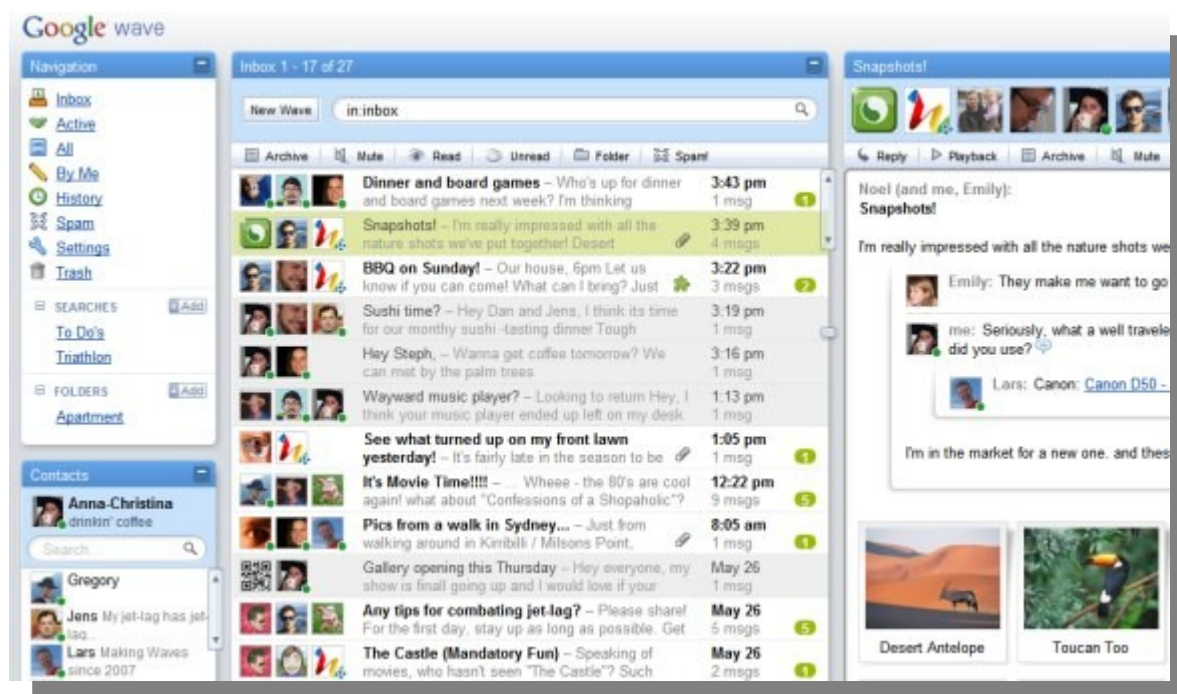 Google wave
Navigation
Inbox
Active
All
By Me
History
Spam
Settings
Trash
SEARCHES Add
To Do's
Triathlon
FOLDERS Add
Apartment
Contacts
Anna-Christina
drinkin' coffee
Search...
Gregory
Jens My jet-lag has jet-
lag...
Lars Making Waves
since 2007
Inbox 1 - 17 of 27
New Wave in:inbox
Archive Mute Read Unread Folder Spam!
Dinner and board games – Who's up for dinner 3:43 pm
and board games next week? I'm thinking 1 msg 1
Snapshots! – I'm really impressed with all the 3:39 pm
nature shots we've put together! Desert 4 msgs
BBQ on Sunday! – Our house, 6pm Let us 3:22 pm
know if you can come! What can I bring? Just 3 msgs 2
Sushi time? – Hey Dan and Jens, I think its time 3:19 pm
for our monthy sushi -tasting dinner Tough 1 msg
Hey Steph, – Wanna get coffee tomorrow? We 3:16 pm
can met by the palm trees 1 msg
Wayward music player? – Looking to return Hey, I 1:13 pm
think your music player ended up left on my desk. 1 msg
See what turned up on my front lawn 1:05 pm
yesterday! – It's fairly late in the season to be 1 msg 1
It's Movie Time!!!! – ... Wheee - the 80's are cool 12:22 pm
again! what about "Confessions of a Shopaholic"? 9 msgs 5
Pics from a walk in Sydney... – Just from 8:05 am
walking around in Kirribilli / Milsons Point, 1 msg 1
Gallery opening this Thursday – Hey everyone, my May 26
show is finall going up and I would love if your 1 msg
Any tips for combating jet-lag? – Please share! May 26
For the first day, stay up as long as possible. Get 5 msgs 5
The Castle (Mandatory Fun) – Speaking of May 26
movies, who hasn't seen "The Castle"? Such 2 msgs 1
Snapshots!
Reply Playback Archive Mute
Noel (and me, Emily):
Snapshots!
I'm really impressed with all the nature shots we
Emily: They make me want to go
me: Seriously, what a well travele
did you use?
Lars: Canon: Canon D50 -
I'm in the market for a new one. and thes
Desert Antelope Toucan Too